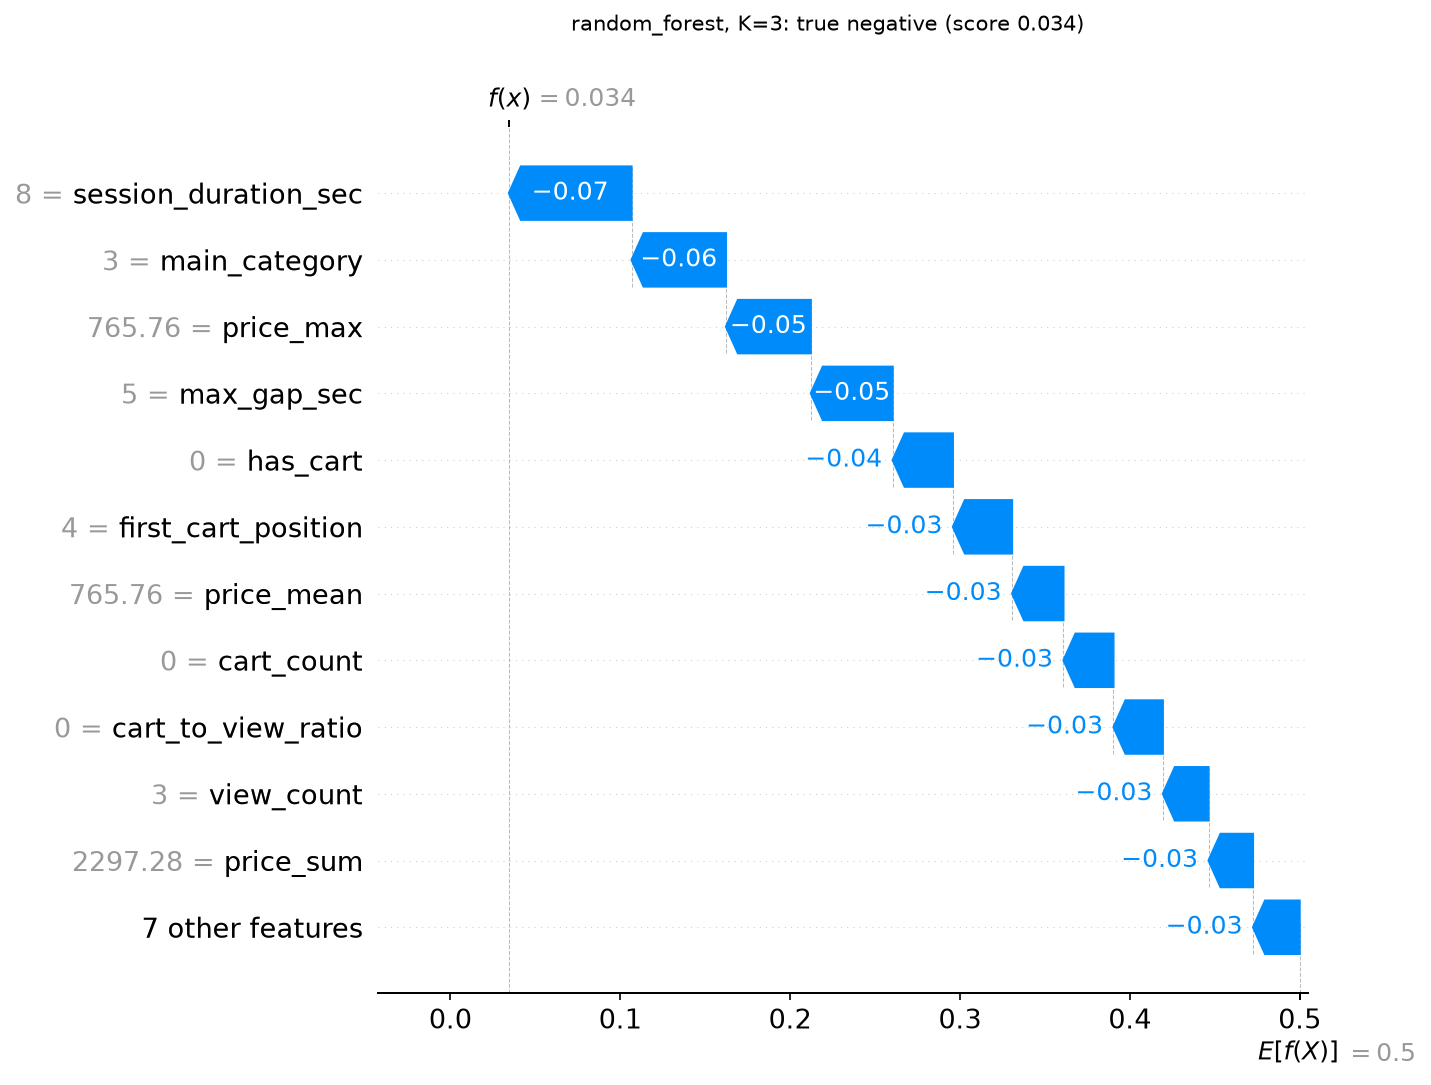 random_forest, K=3: true negative (score 0.034)
f(x) = 0.034
8 = session_duration_sec −0.07
3 = main_category −0.06
765.76 = price_max −0.05
5 = max_gap_sec −0.05
0 = has_cart −0.04
4 = first_cart_position −0.03
765.76 = price_mean −0.03
0 = cart_count −0.03
0 = cart_to_view_ratio −0.03
3 = view_count −0.03
2297.28 = price_sum −0.03
7 other features −0.03
0.0 0.1 0.2 0.3 0.4 0.5
E[f(X)] = 0.5